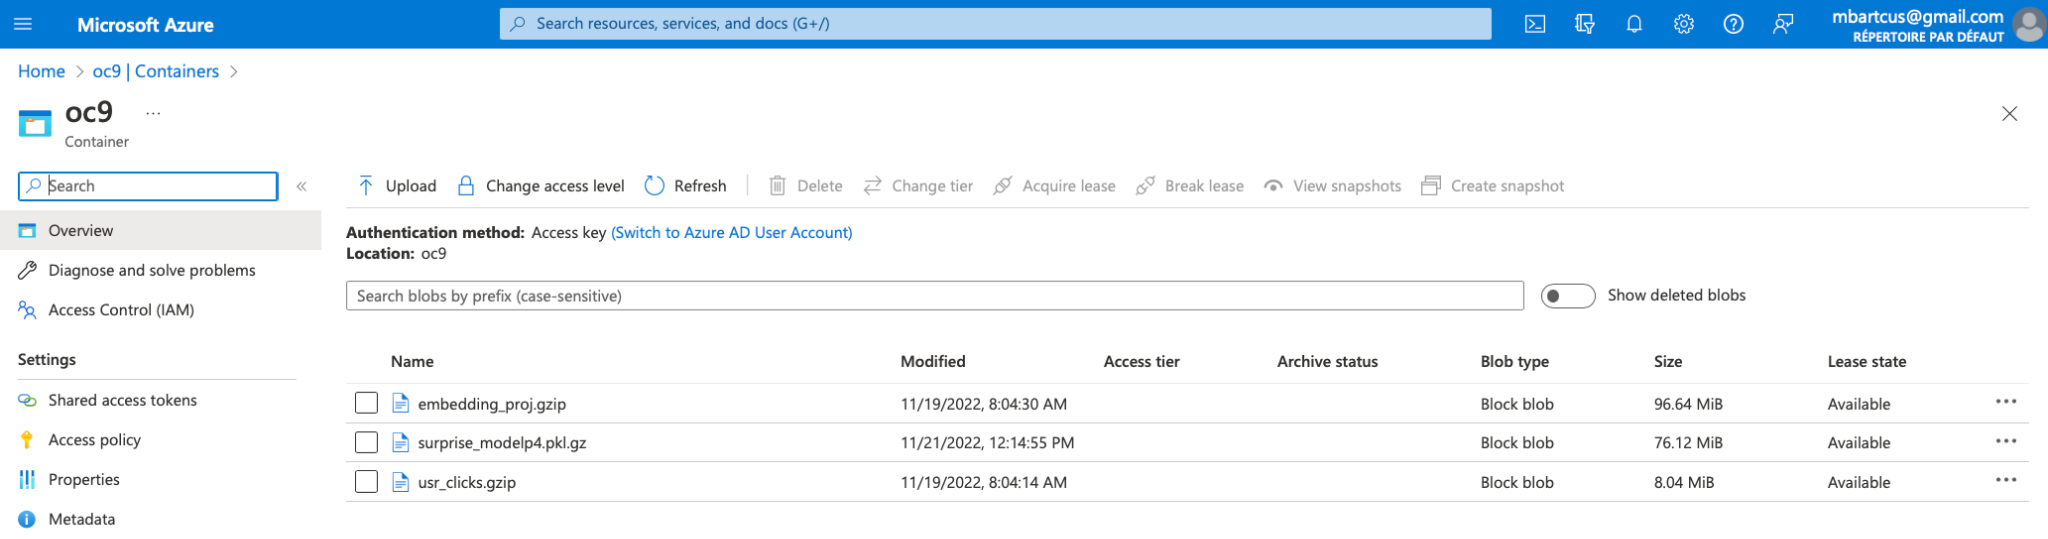 Microsoft Azure
Search resources, services, and docs (G+/)
mbartcus@gmail.com
RÉPERTOIRE PAR DÉFAUT
Home > oc9 | Containers >
oc9 ...
Container
Search «
Overview
Diagnose and solve problems
Access Control (IAM)
Settings
Shared access tokens
Access policy
Properties
Metadata
Upload Change access level Refresh Delete Change tier Acquire lease Break lease View snapshots Create snapshot
Authentication method: Access key (Switch to Azure AD User Account)
Location: oc9
Search blobs by prefix (case-sensitive) Show deleted blobs
Name Modified Access tier Archive status Blob type Size Lease state
embedding_proj.gzip 11/19/2022, 8:04:30 AM Block blob 96.64 MiB Available ...
surprise_modelp4.pkl.gz 11/21/2022, 12:14:55 PM Block blob 76.12 MiB Available ...
usr_clicks.gzip 11/19/2022, 8:04:14 AM Block blob 8.04 MiB Available ...